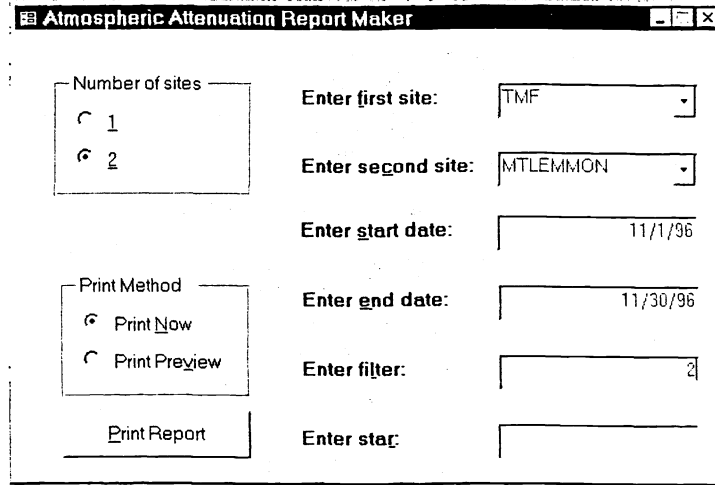 Atmospheric Attenuation Report Maker
Number of sites
1
2
Enter first site: TMF
Enter second site: MTLEMMON
Enter start date: 11/1/96
Enter end date: 11/30/96
Print Method
Print Now
Print Preview
Enter filter: 2
Print Report
Enter star: